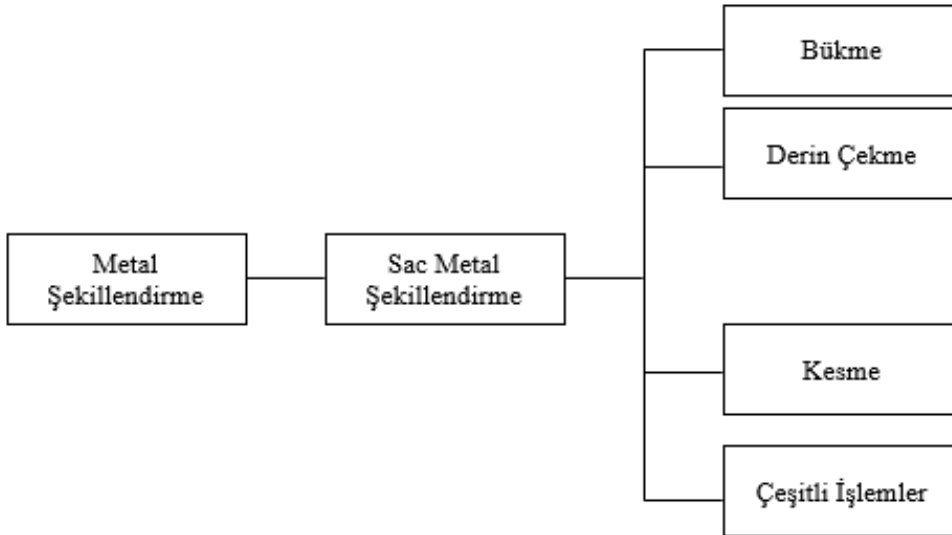 Bükme
Derin Çekme
Metal
Şekillendirme
Sac Metal
Şekillendirme
Kesme
Çeşitli İşlemler